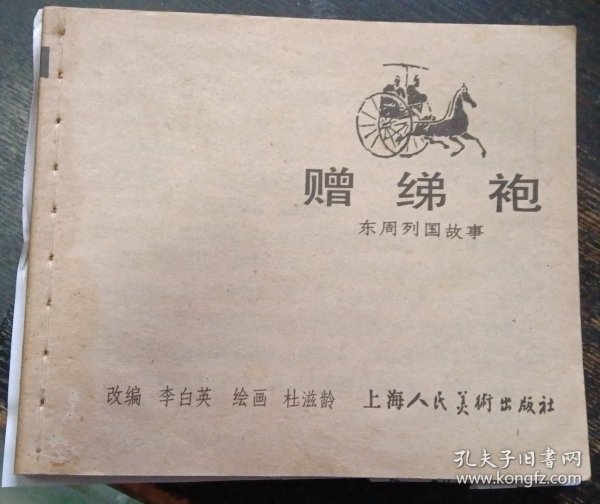 赠绨袍
东周列国故事
改编 李白英 绘画 杜滋龄 上海人民美術出版社
孔夫子旧书网
www.kongfz.com